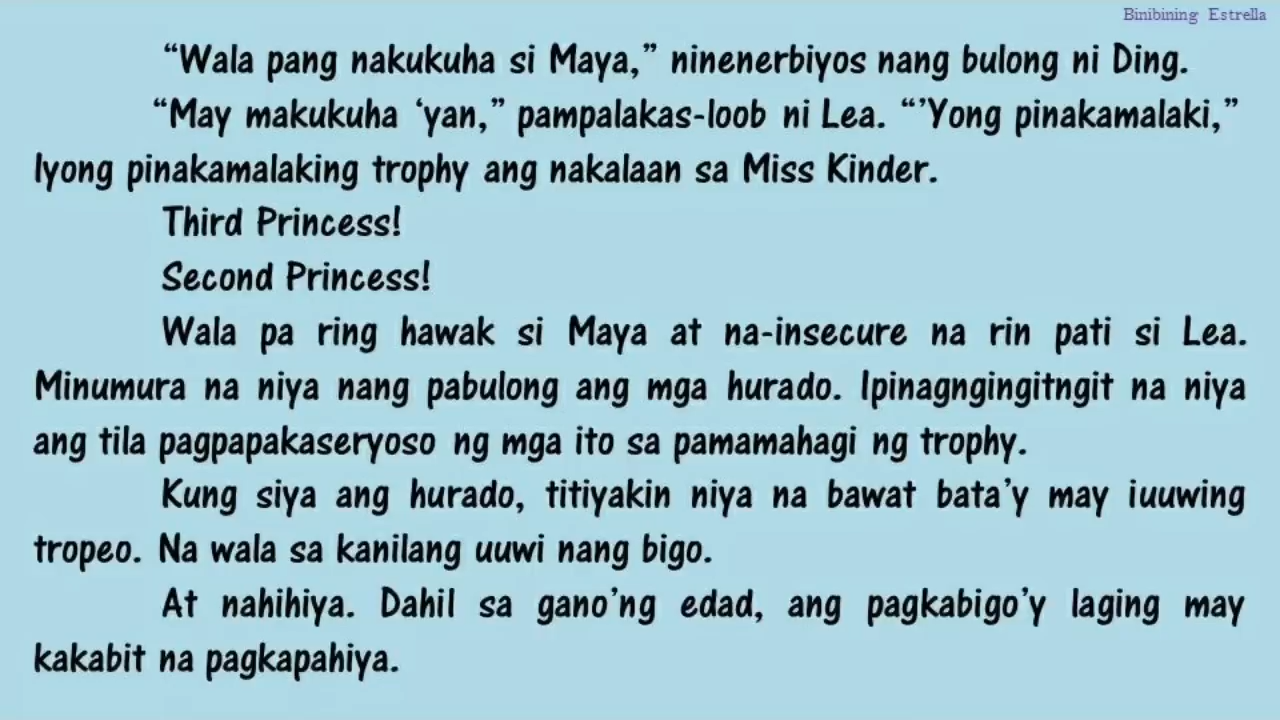 Binibining Estrella
“Wala pang nakukuha si Maya,” ninenerbiyos nang bulong ni Ding.
“May makukuha ‘yan,” pampalakas-loob ni Lea. “’Yong pinakamalaki,”
Iyong pinakamalaking trophy ang nakalaan sa Miss Kinder.
Third Princess!
Second Princess!
Wala pa ring hawak si Maya at na-insecure na rin pati si Lea.
Minumura na niya nang pabulong ang mga hurado. Ipinagngingitngit na niya
ang tila pagpapakaseryoso ng mga ito sa pamamahagi ng trophy.
Kung siya ang hurado, titiyakin niya na bawat bata’y may iuuwing
tropeo. Na wala sa kanilang uuwi nang bigo.
At nahihiya. Dahil sa gano’ng edad, ang pagkabigo’y laging may
kakabit na pagkapahiya.